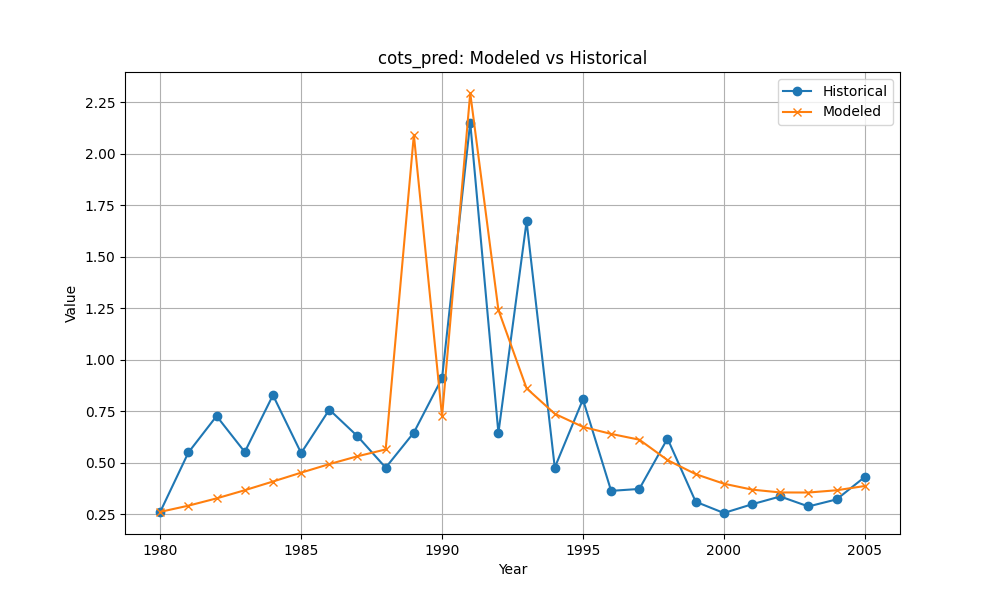 cots_pred: Modeled vs Historical
Historical
Modeled
Value
2.25
2.00
1.75
1.50
1.25
1.00
0.75
0.50
0.25
1980 1985 1990 1995 2000 2005
Year